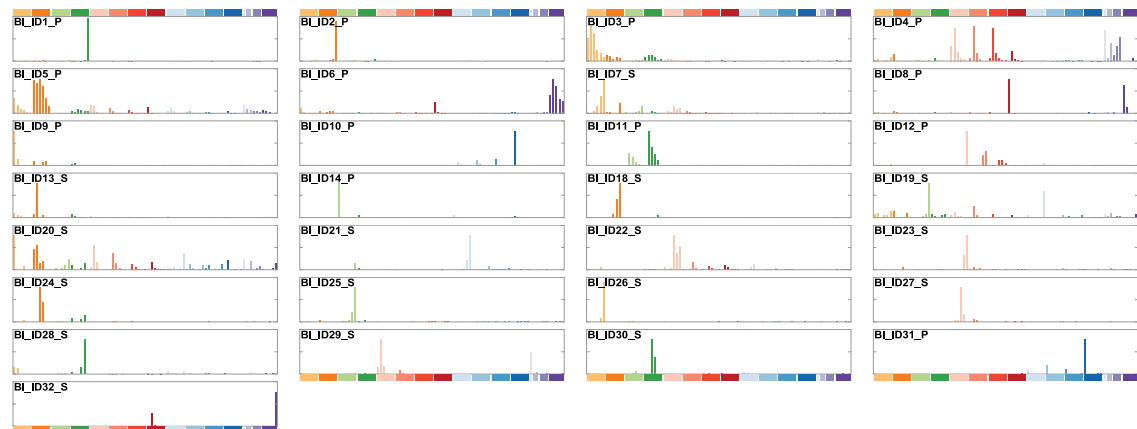 BI_ID1_P
BI_ID2_P
BI_ID3_P
BI_ID4_P
BI_ID5_P
BI_ID6_P
BI_ID7_S
BI_ID8_P
BI_ID9_P
BI_ID10_P
BI_ID11_P
BI_ID12_P
BI_ID13_S
BI_ID14_P
BI_ID18_S
BI_ID19_S
BI_ID20_S
BI_ID21_S
BI_ID22_S
BI_ID23_S
BI_ID24_S
BI_ID25_S
BI_ID26_S
BI_ID27_S
BI_ID28_S
BI_ID29_S
BI_ID30_S
BI_ID31_P
BI_ID32_S